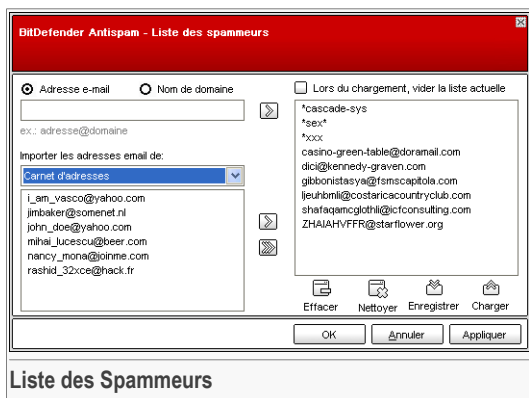 BitDefender Antispam - Liste des spammeurs
Adresse e-mail Nom de domaine
ex.: adresse@domaine
Importer les adresses email de:
Carnet d'adresses
i_am_vasco@yahoo.com
jimbaker@somenet.nl
john_doe@yahoo.com
mihai_lucescu@beer.com
nancy_mona@joinme.com
rashid_32xce@hack.fr
Lors du chargement, vider la liste actuelle
*cascade-sys
*sex*
*xxx
casino-green-table@doramail.com
dici@kennedy-graven.com
gibbonistasya@fsmscapitola.com
ljeuhbmli@costaricacountryclub.com
shafaqamcglothli@icfconsulting.com
ZHAIAHVFFR@starflower.org
Effacer Nettoyer Enregistrer Charger
OK Annuler Appliquer
Liste des Spammeurs